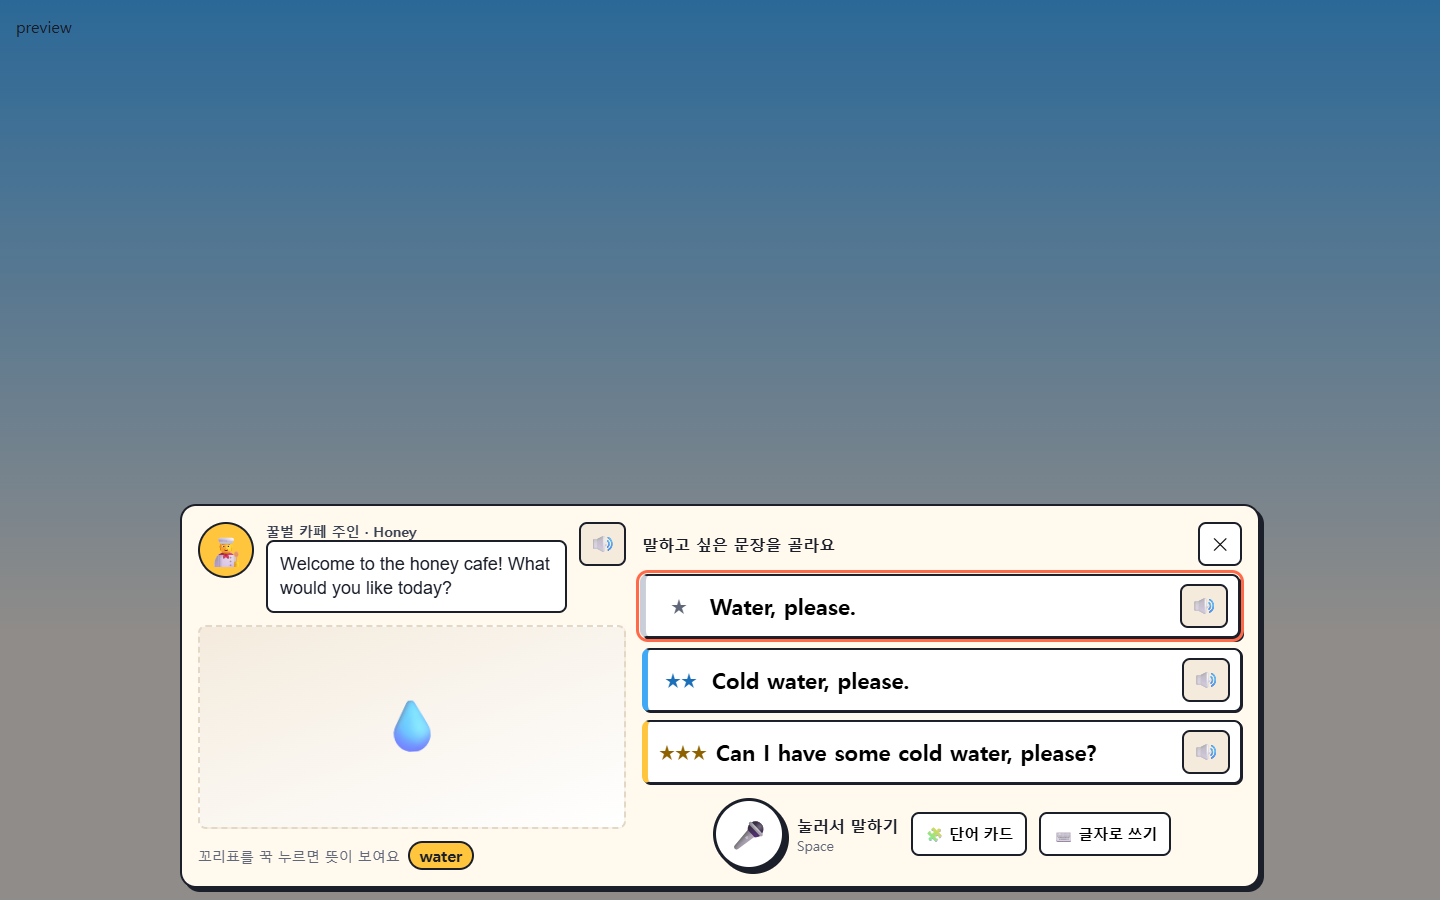 preview
꿀벌 카페 주인 · Honey
Welcome to the honey cafe! What
would you like today?
꼬리표를 꾹 눌르면 뜻이 보여요 water
말하고 싶은 문장을 골라요
★ Water, please.
★★ Cold water, please.
★★★ Can I have some cold water, please?
눌러서 말하기
Space
단어 카드
글자로 쓰기